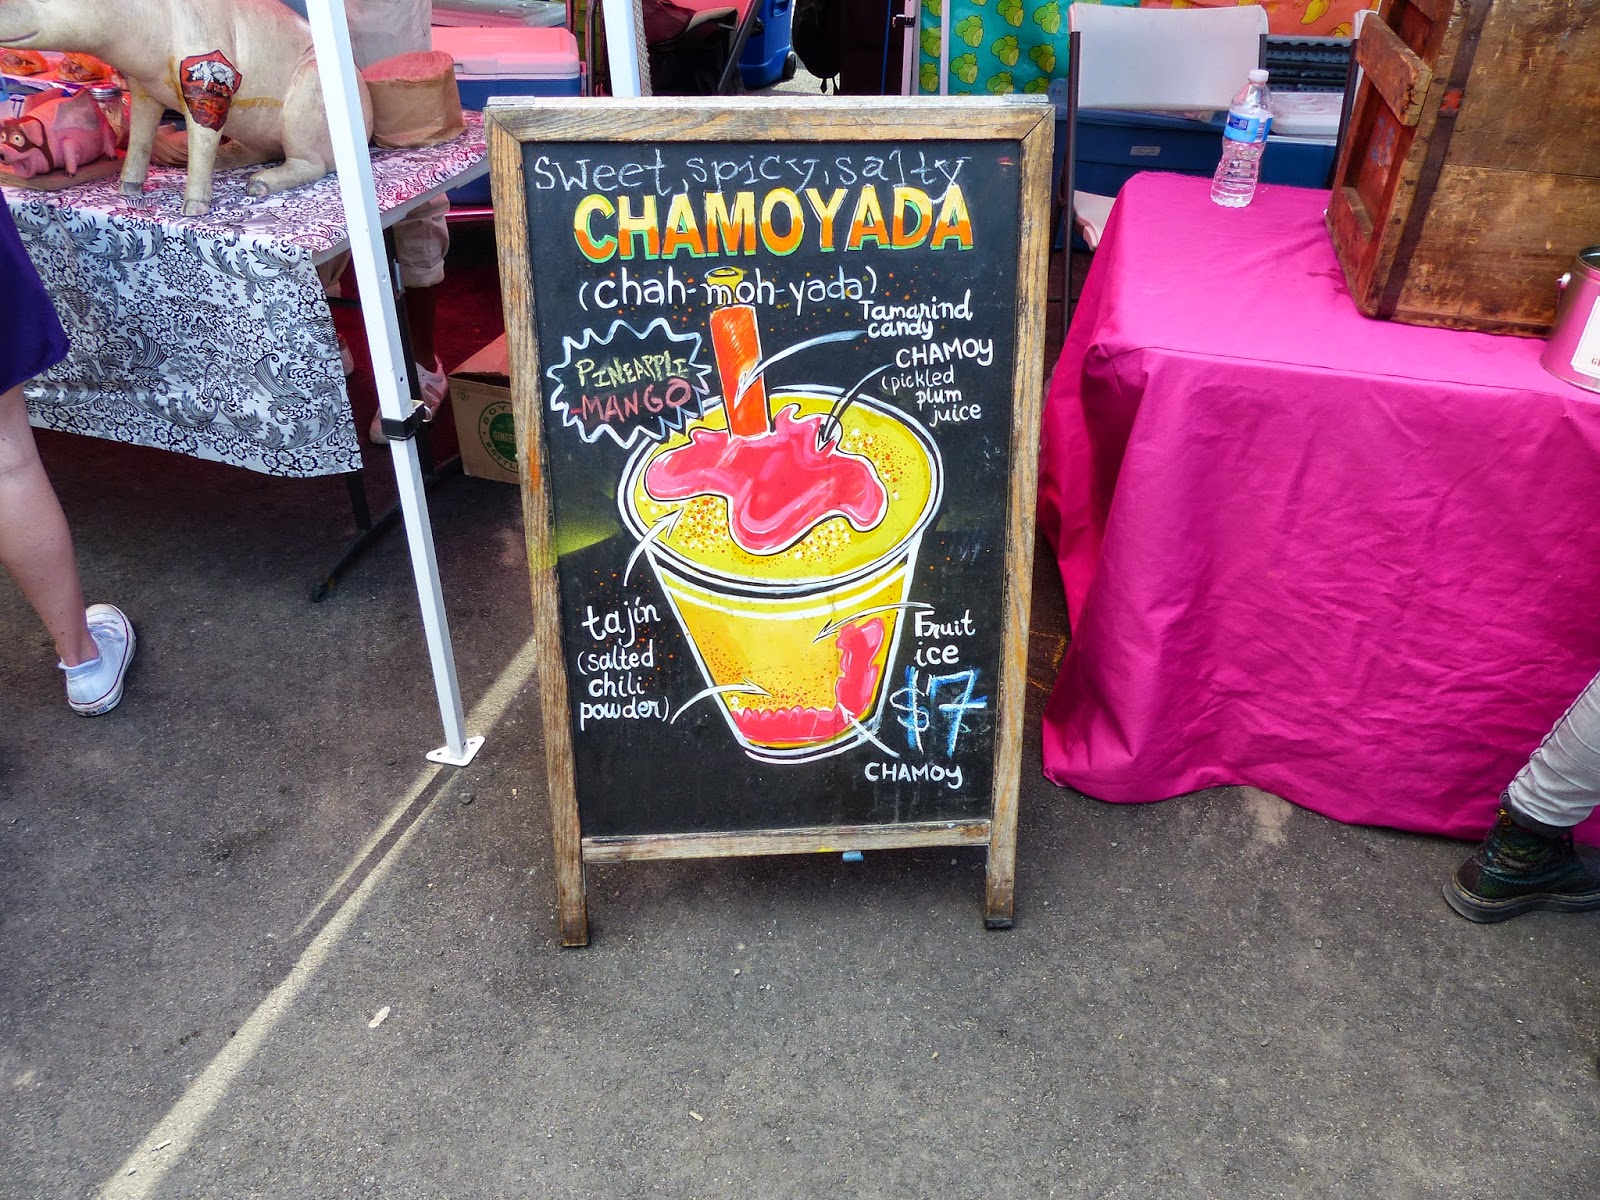 Sweet, spicy, salty
CHAMOYADA
(chah-moh-yada)
Tamarind
candy
PINEAPPLE
-MANGO
CHAMOY
(pickled
plum
juice
tajín
(salted
chili
powder)
Fruit
ice
$7
CHAMOY